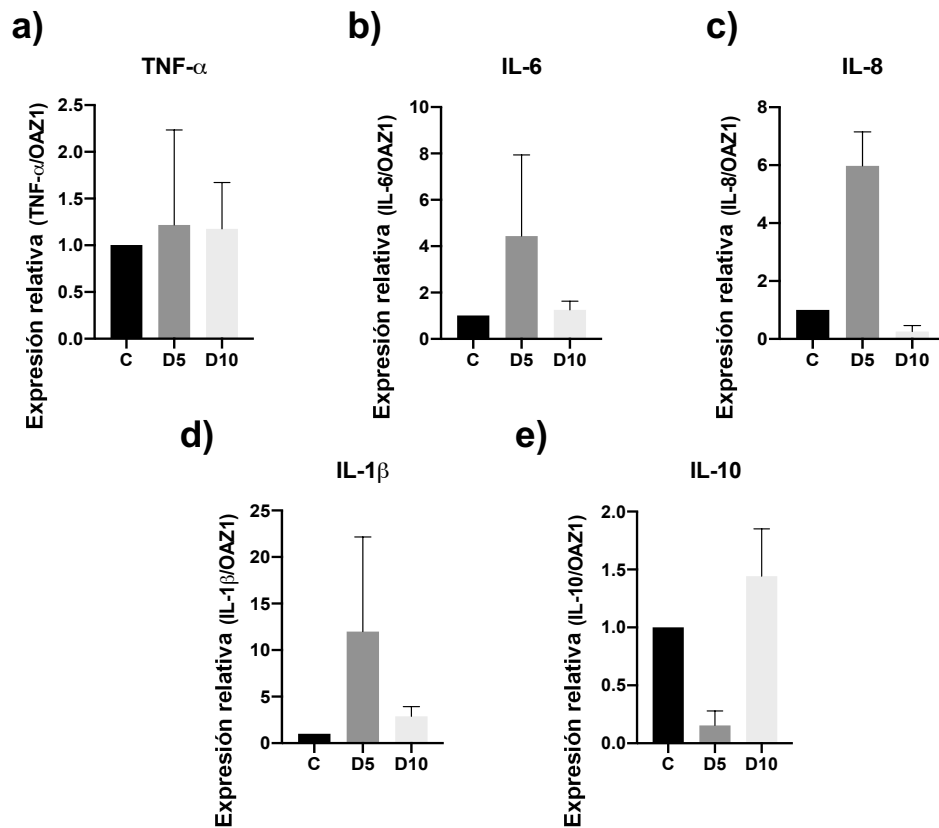 a)
TNF-α
Expresión relativa (TNF-α/OAZ1)
2.5
2.0
1.5
1.0
0.5
0.0
C D5 D10
b)
IL-6
Expresión relativa (IL-6/OAZ1)
10
8
6
4
2
0
C D5 D10
c)
IL-8
Expresión relativa (IL-8/OAZ1)
8
6
4
2
0
C D5 D10
d)
IL-1β
Expresión relativa (IL-1β/OAZ1)
25
20
15
10
5
0
C D5 D10
e)
IL-10
Expresión relativa (IL-10/OAZ1)
2.0
1.5
1.0
0.5
0.0
C D5 D10